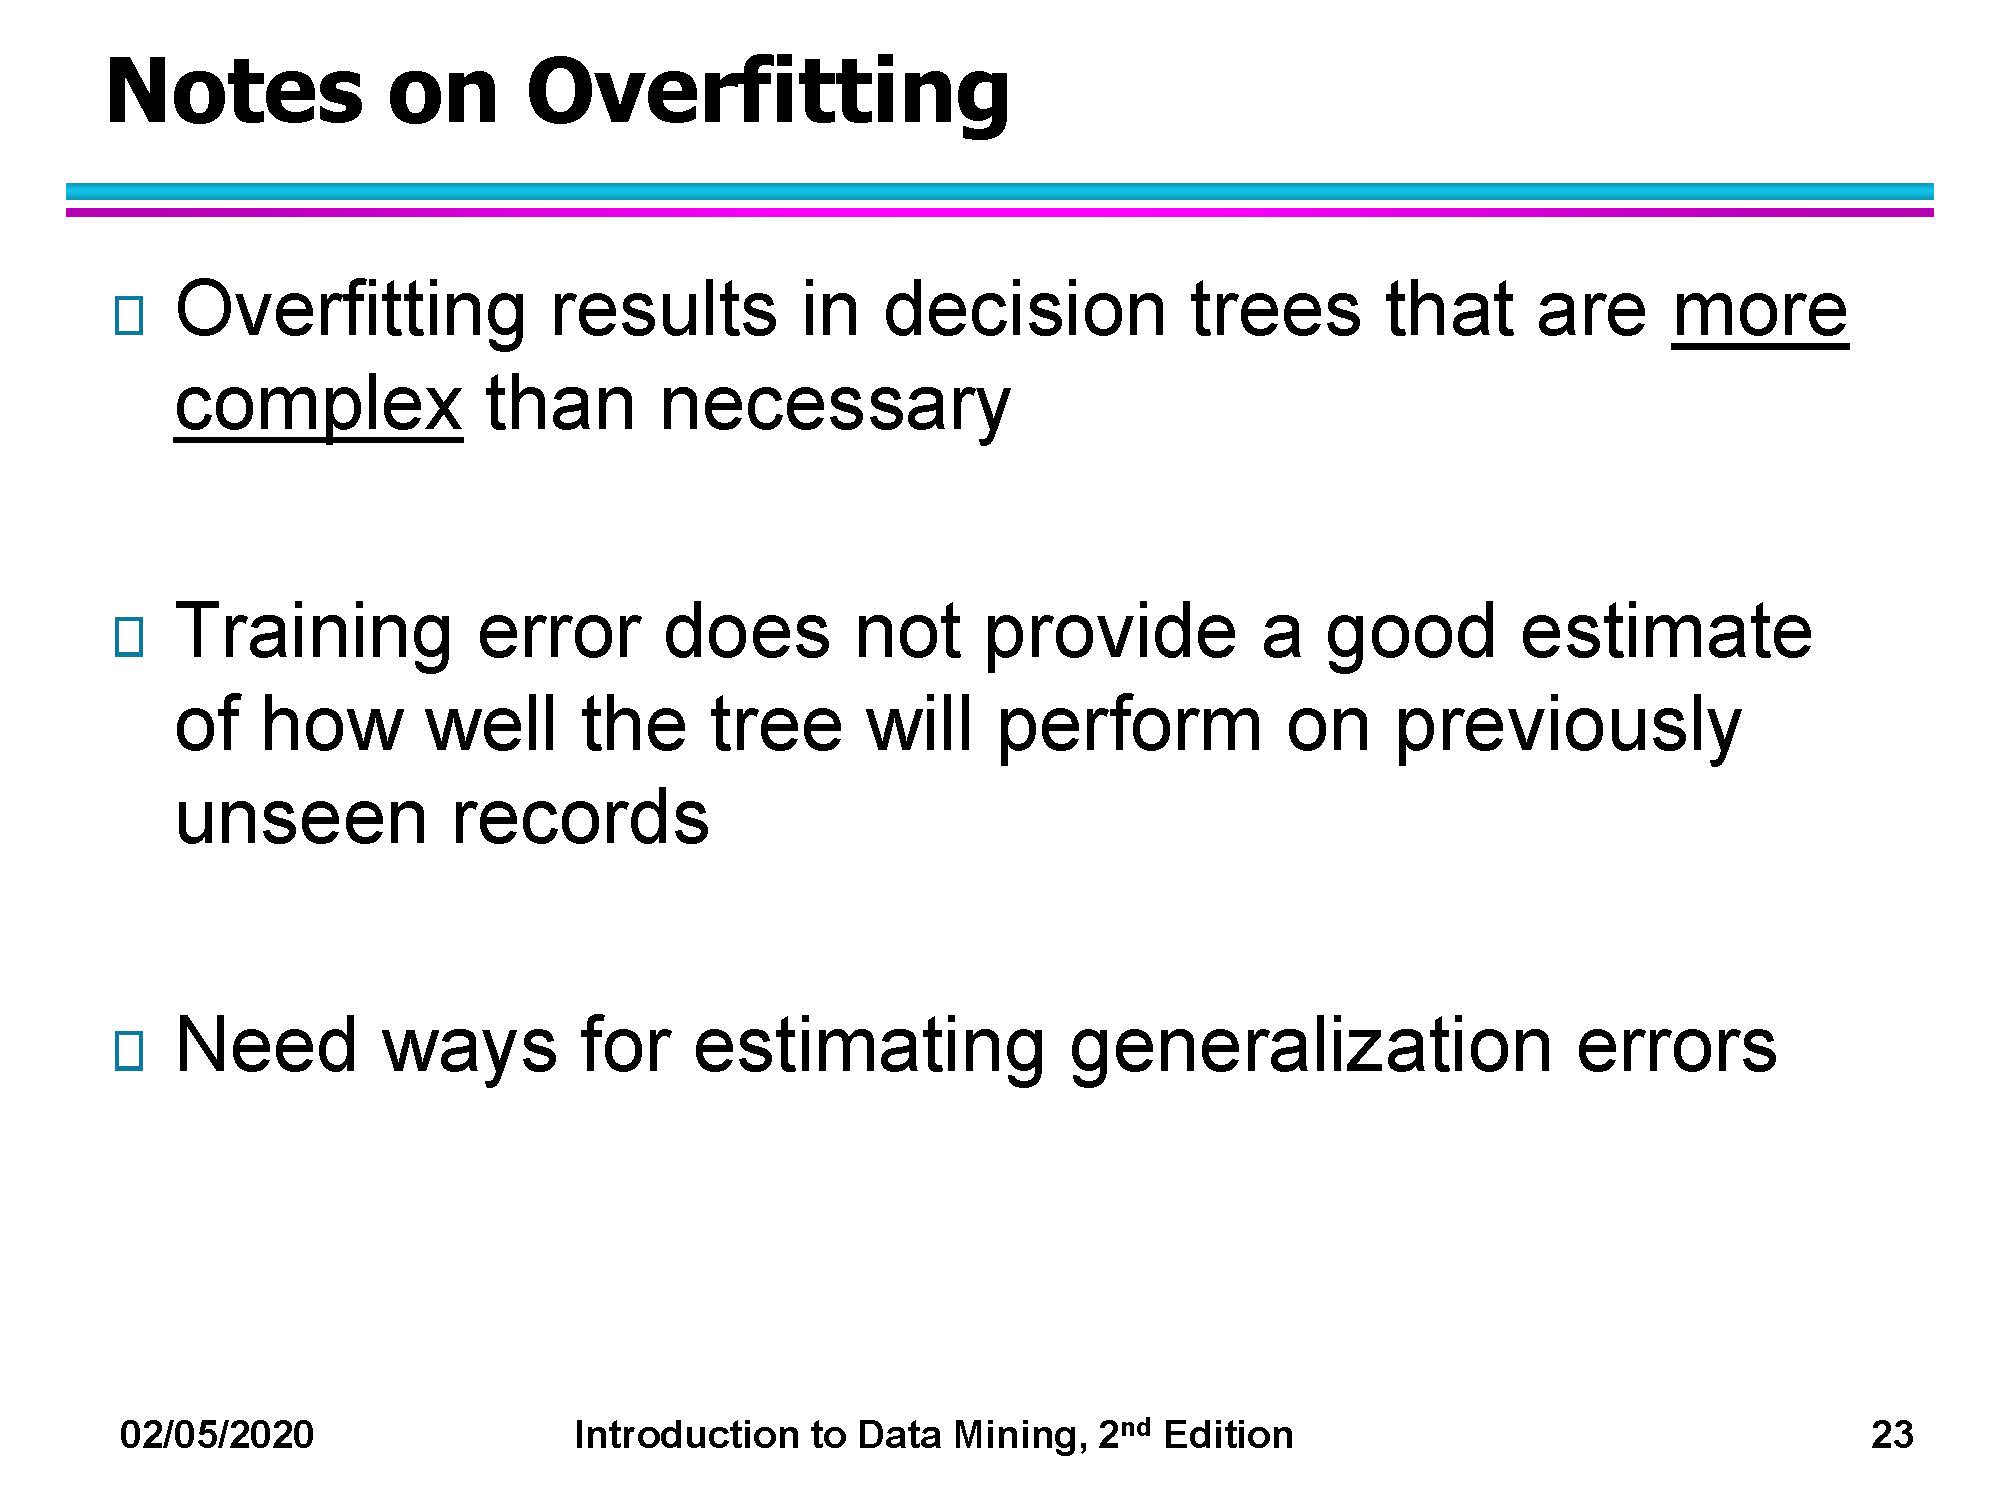 Notes on Overfitting
Overfitting results in decision trees that are more
complex than necessary
Training error does not provide a good estimate
of how well the tree will perform on previously
unseen records
Need ways for estimating generalization errors
02/05/2020 Introduction to Data Mining, 2nd Edition 23